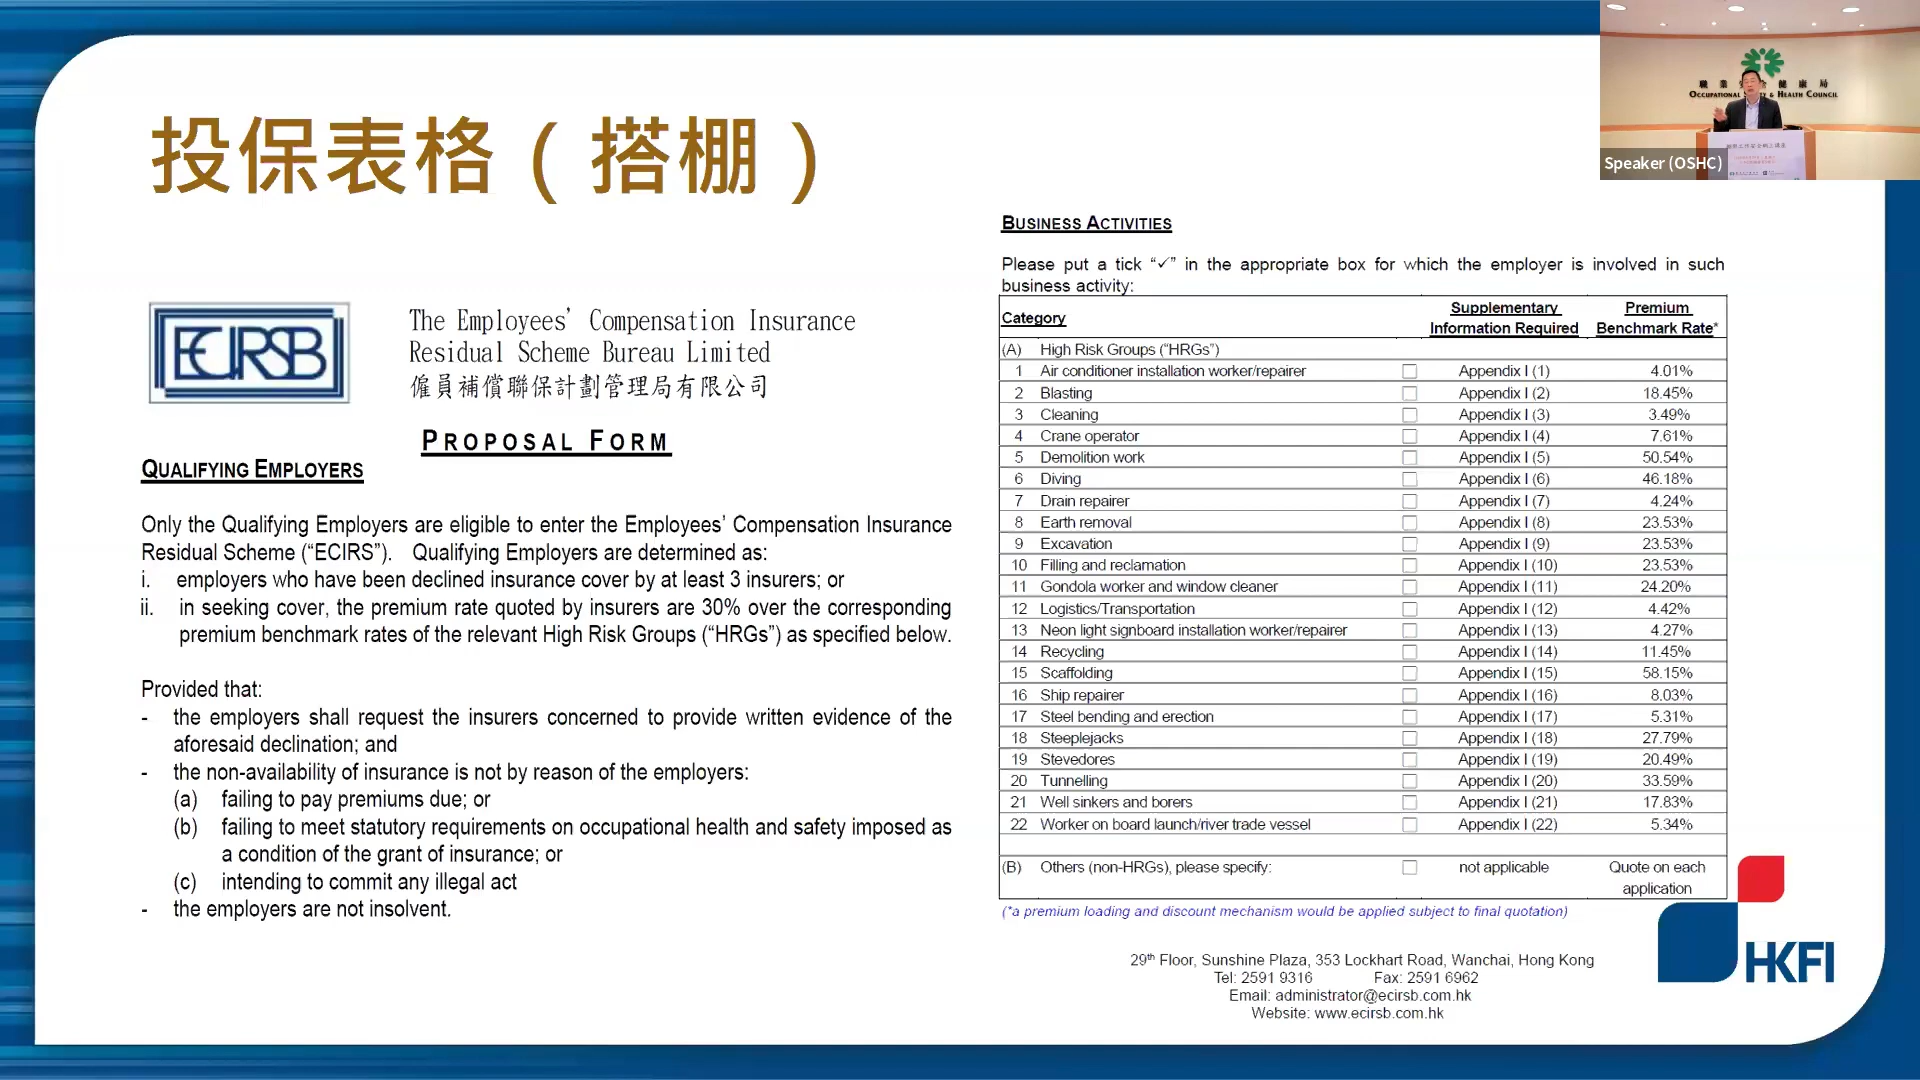 投保表格（搭棚）
ECIRSB
The Employees' Compensation Insurance
Residual Scheme Bureau Limited
僱員補償聯保計劃管理局有限公司
PROPOSAL FORM
QUALIFYING EMPLOYERS
Only the Qualifying Employers are eligible to enter the Employees' Compensation Insurance
Residual Scheme (“ECIRS”). Qualifying Employers are determined as:
i. employers who have been declined insurance cover by at least 3 insurers; or
ii. in seeking cover, the premium rate quoted by insurers are 30% over the corresponding
premium benchmark rates of the relevant High Risk Groups (“HRGs”) as specified below.
Provided that:
- the employers shall request the insurers concerned to provide written evidence of the
aforesaid declination; and
- the non-availability of insurance is not by reason of the employers:
(a) failing to pay premiums due; or
(b) failing to meet statutory requirements on occupational health and safety imposed as
a condition of the grant of insurance; or
(c) intending to commit any illegal act
- the employers are not insolvent.
BUSINESS ACTIVITIES
Please put a tick “✓” in the appropriate box for which the employer is involved in such
business activity:
Category Supplementary Information Required Premium Benchmark Rate*
(A) High Risk Groups (“HRGs”)
1 Air conditioner installation worker/repairer □ Appendix I (1) 4.01%
2 Blasting □ Appendix I (2) 18.45%
3 Cleaning □ Appendix I (3) 3.49%
4 Crane operator □ Appendix I (4) 7.61%
5 Demolition work □ Appendix I (5) 50.54%
6 Diving □ Appendix I (6) 46.18%
7 Drain repairer □ Appendix I (7) 4.24%
8 Earth removal □ Appendix I (8) 23.53%
9 Excavation □ Appendix I (9) 23.53%
10 Filling and reclamation □ Appendix I (10) 23.53%
11 Gondola worker and window cleaner □ Appendix I (11) 24.20%
12 Logistics/Transportation □ Appendix I (12) 4.42%
13 Neon light signboard installation worker/repairer □ Appendix I (13) 4.27%
14 Recycling □ Appendix I (14) 11.45%
15 Scaffolding □ Appendix I (15) 58.15%
16 Ship repairer □ Appendix I (16) 8.03%
17 Steel bending and erection □ Appendix I (17) 5.31%
18 Steeplejacks □ Appendix I (18) 27.79%
19 Stevedores □ Appendix I (19) 20.49%
20 Tunnelling □ Appendix I (20) 33.59%
21 Well sinkers and borers □ Appendix I (21) 17.83%
22 Worker on board launch/river trade vessel □ Appendix I (22) 5.34%
(B) Others (non-HRGs), please specify: □ not applicable Quote on each
application
(*a premium loading and discount mechanism would be applied subject to final quotation)
29th Floor, Sunshine Plaza, 353 Lockhart Road, Wanchai, Hong Kong
Tel: 2591 9316 Fax: 2591 6962
Email: administrator@ecirsb.com.hk
Website: www.ecirsb.com.hk
HKFI
職業 健康局
OCCUPATIONAL & HEALTH COUNCIL
Speaker (OSHC)